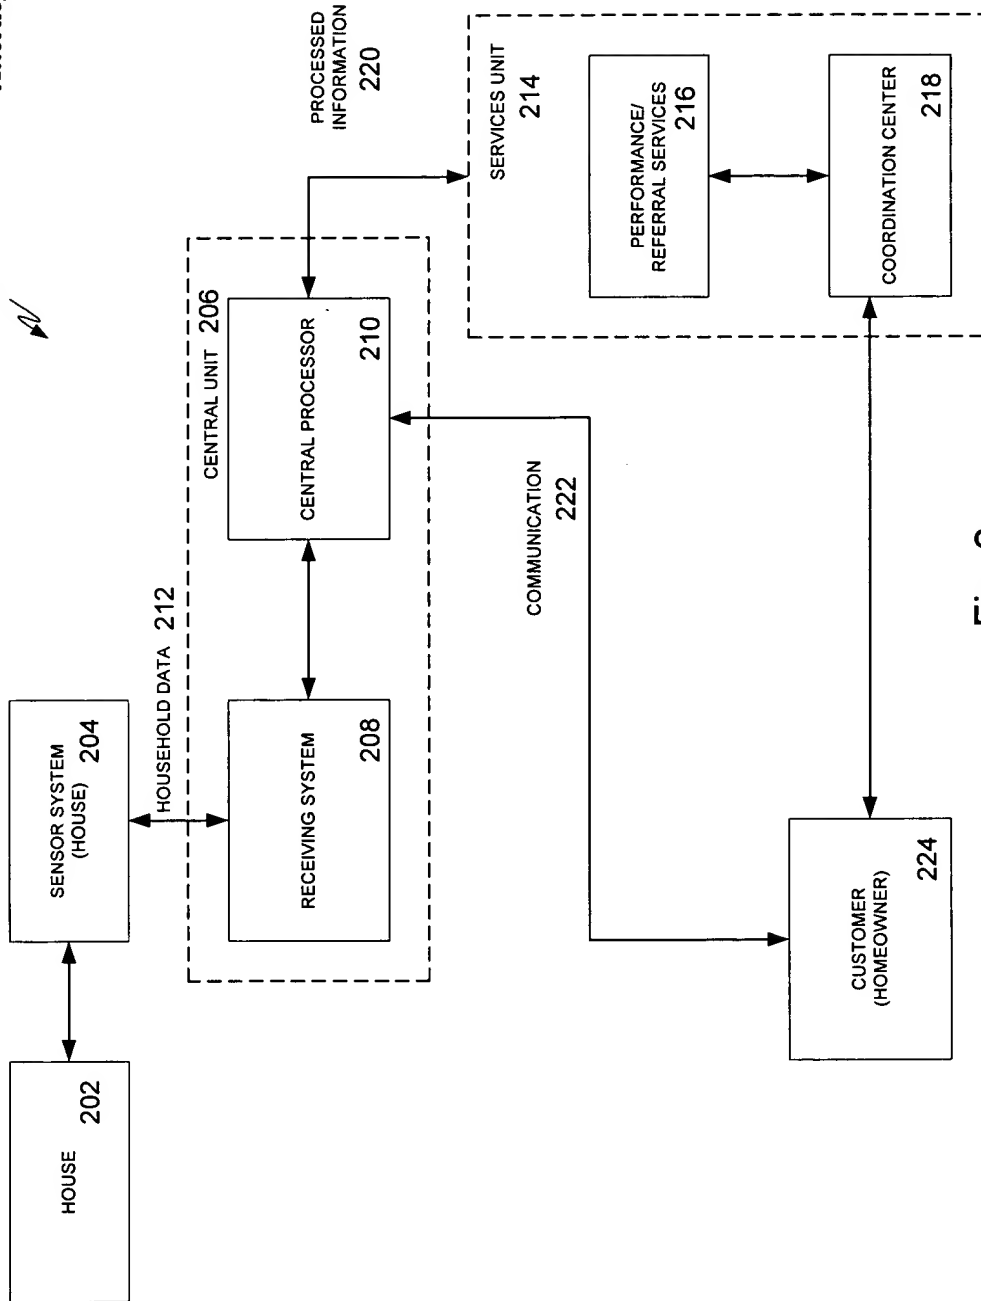 HOUSE
202
SENSOR SYSTEM
(HOUSE)
204
HOUSEHOLD DATA 212
CENTRAL UNIT 206
RECEIVING SYSTEM
208
CENTRAL PROCESSOR
210
PROCESSED
INFORMATION
220
SERVICES UNIT
214
PERFORMANCE/
REFERRAL SERVICES
216
COORDINATION CENTER
218
COMMUNICATION
222
CUSTOMER
(HOMEOWNER)
224